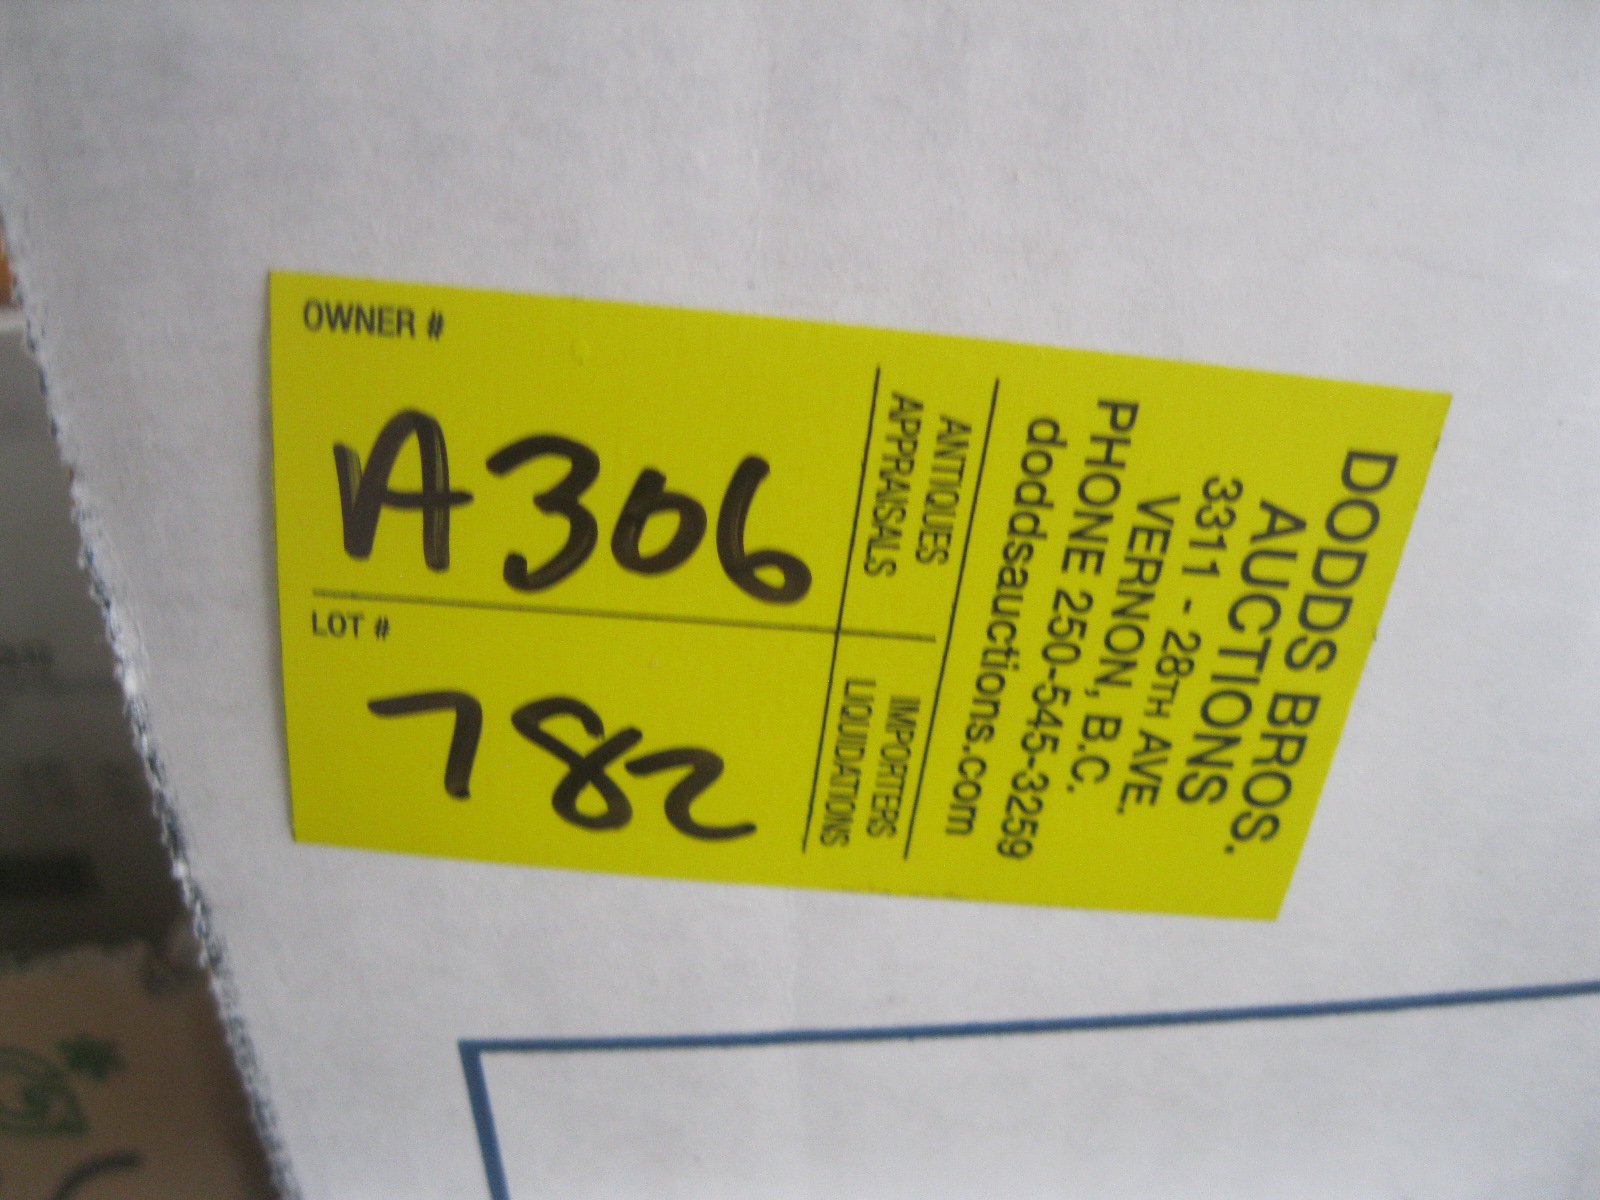 OWNER #
A306
LOT #
782
DODDS BROS.
AUCTIONS
3311 - 28TH AVE.
VERNON, B.C.
PHONE 250-545-3259
doddsauctions.com
ANTIQUES
APPRAISALS
IMPORTERS
LIQUIDATIONS